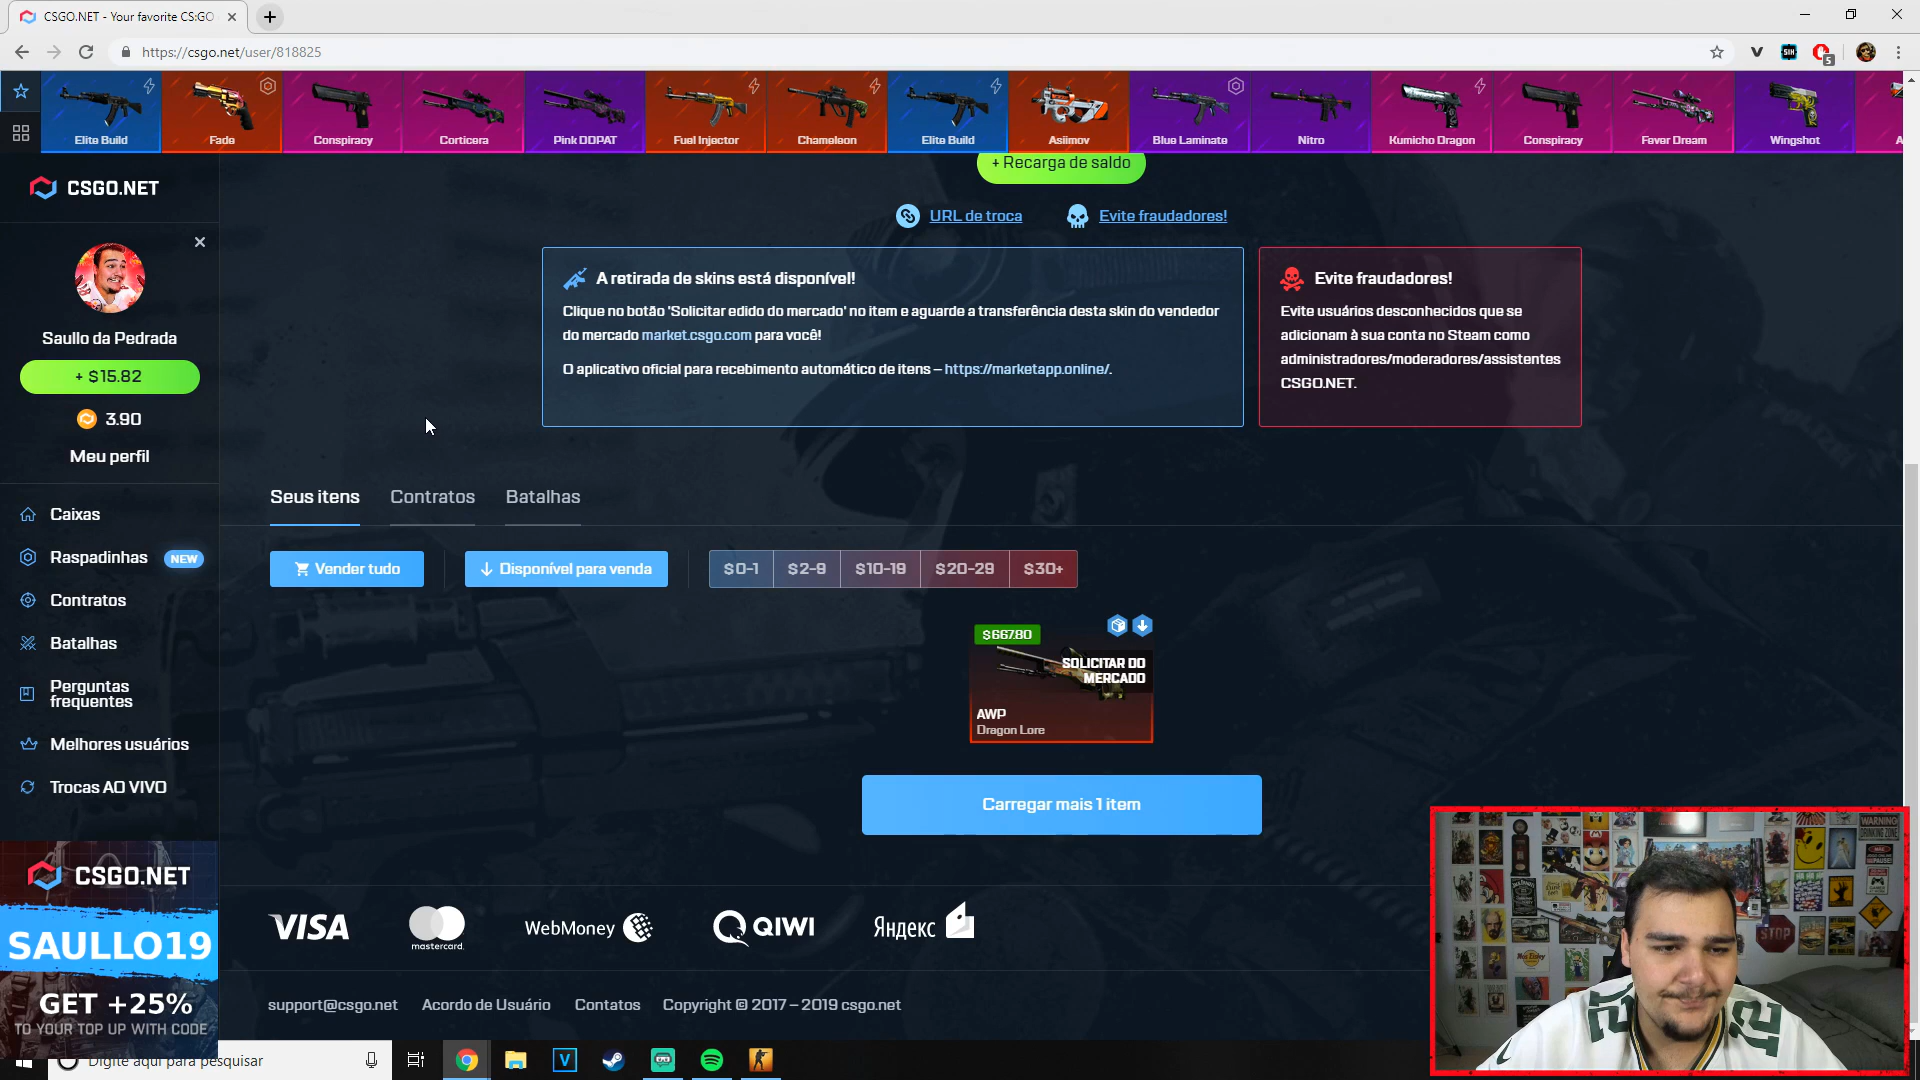 CSGO.NET - Your favorite CS:GO
https://csgo.net/user/818825
5
Elite Build
Fade
Conspiracy
Corticera
Pink DDPAT
Fuel Injector
Chameleon
Elite Build
Asiimov
Blue Laminate
Nitro
Kumicho Dragon
Conspiracy
Fever Dream
Wingshot
CSGO.NET
+ Recarga de saldo
URL de troca
Evite fraudadores!
Saullo da Pedrada
+ $15.82
3.90
Meu perfil
A retirada de skins está disponível!
Clique no botão 'Solicitar edido do mercado' no item e aguarde a transferência desta skin do vendedor
do mercado market.csgo.com para você!
O aplicativo oficial para recebimento automático de itens – https://marketapp.online/.
Evite fraudadores!
Evite usuários desconhecidos que se
adicionam à sua conta no Steam como
administradores/moderadores/assistentes
CSGO.NET.
Caixas
Raspadinhas NEW
Contratos
Batalhas
Perguntas
frequentes
Melhores usuários
Trocas AO VIVO
Seus itens
Contratos
Batalhas
Vender tudo
Disponível para venda
$0-1
$2-9
$10-19
$20-29
$30+
$667.80
SOLICITAR DO
MERCADO
AWP
Dragon Lore
Carregar mais 1 item
CSGO.NET
SAULLO19
GET +25%
TO YOUR TOP UP WITH CODE
VISA
mastercard.
WebMoney
QIWI
Яндекс
support@csgo.net
Acordo de Usuário
Contatos
Copyright © 2017 – 2019 csgo.net
Digite aqui para pesquisar
V
WARNING
DRINKING ZONE
STOP
12
12